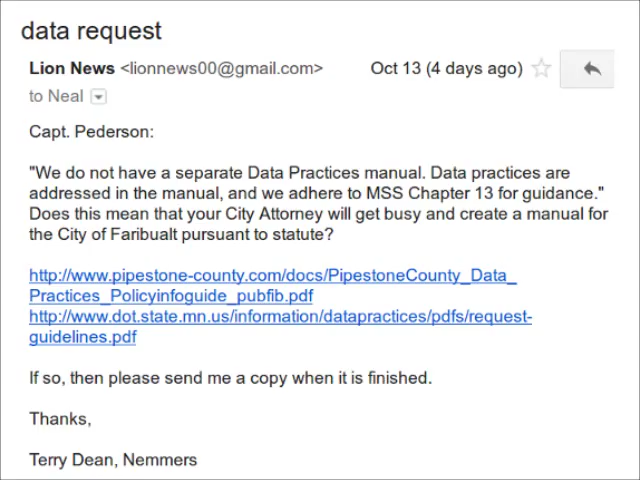 data request
Lion News <lionnews00@gmail.com> Oct 13 (4 days ago)
to Neal
Capt. Pederson:
"We do not have a separate Data Practices manual. Data practices are
addressed in the manual, and we adhere to MSS Chapter 13 for guidance."
Does this mean that your City Attorney will get busy and create a manual for
the City of Faribualt pursuant to statute?
http://www.pipestone-county.com/docs/PipestoneCounty_Data_
Practices_Policyinfoguide_pubfib.pdf
http://www.dot.state.mn.us/information/datapractices/pdfs/request-
guidelines.pdf
If so, then please send me a copy when it is finished.
Thanks,
Terry Dean, Nemmers